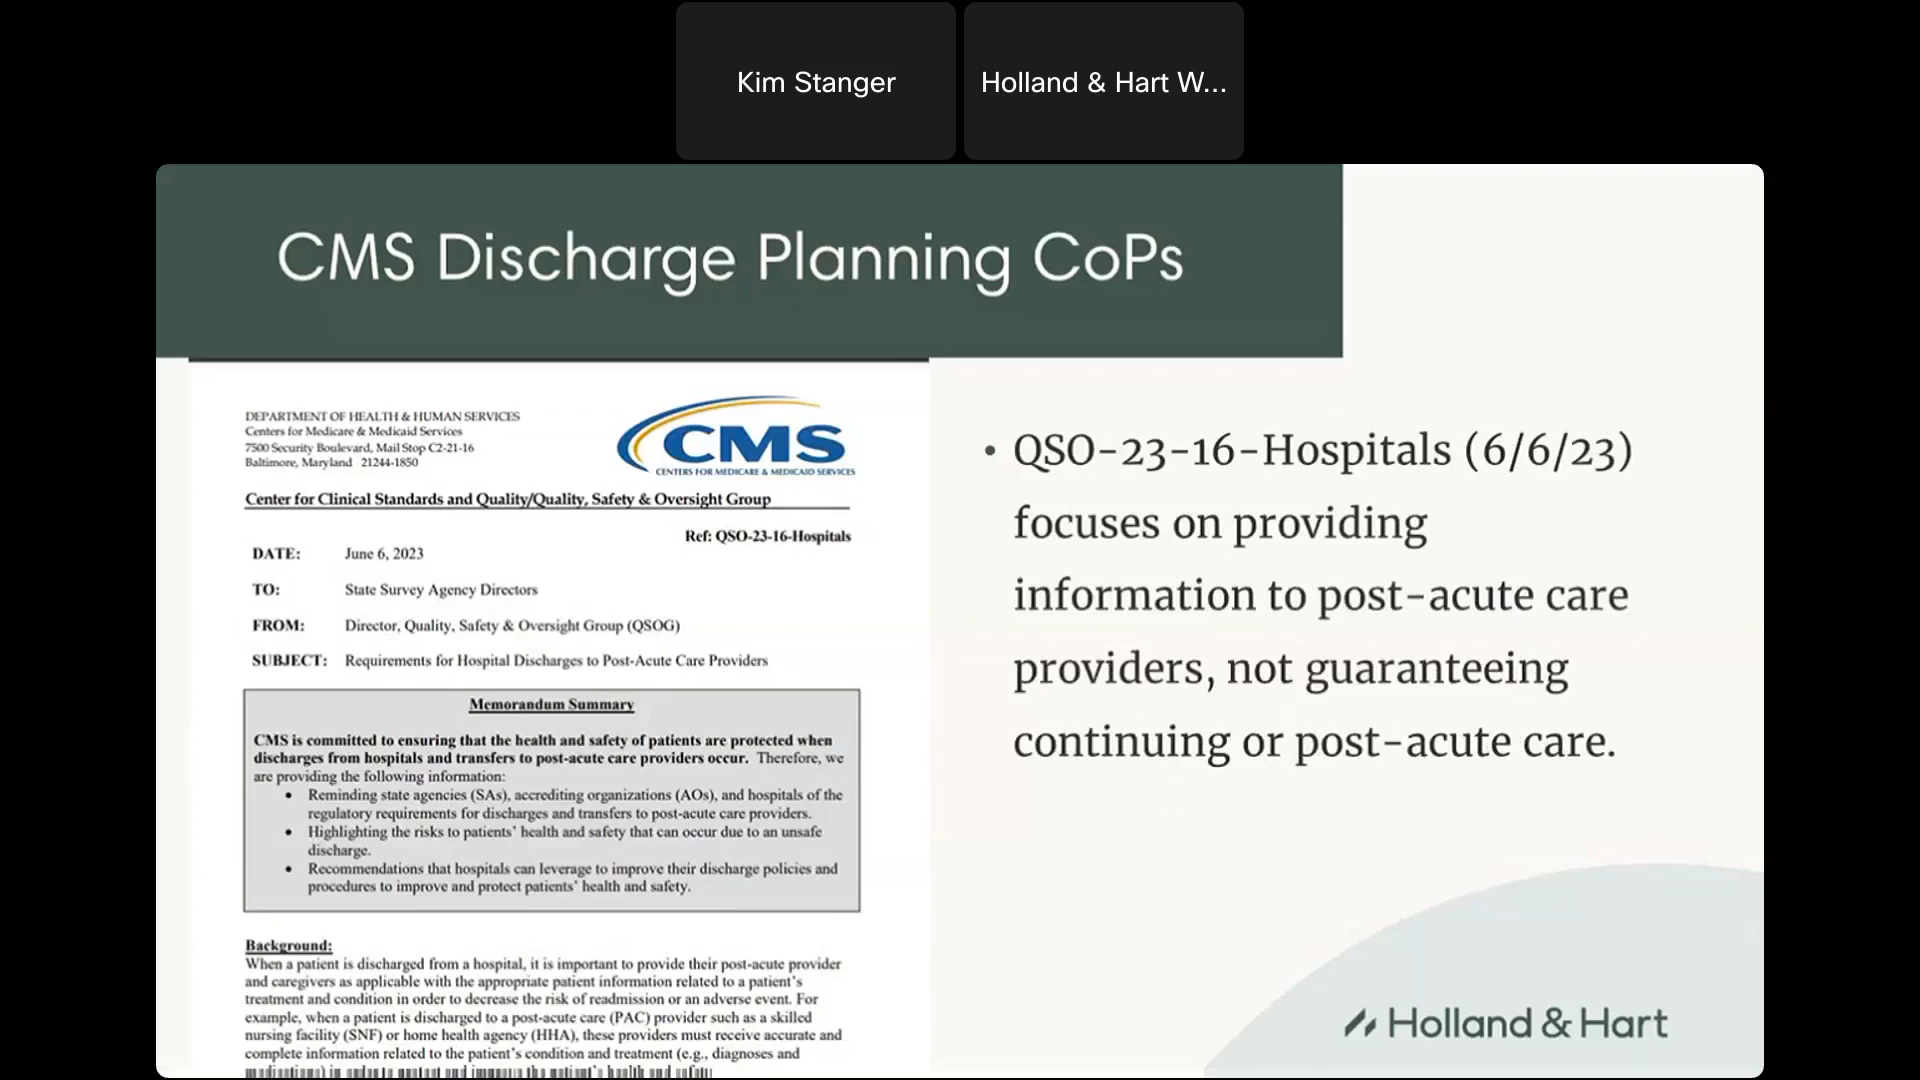 Kim Stanger
Holland & Hart W...
CMS Discharge Planning CoPs
DEPARTMENT OF HEALTH & HUMAN SERVICES
Centers for Medicare & Medicaid Services
7500 Security Boulevard, Mail Stop C2-21-16
Baltimore, Maryland 21244-1850
CMS
CENTERS FOR MEDICARE & MEDICAID SERVICES
Center for Clinical Standards and Quality/Quality, Safety & Oversight Group
Ref: QSO-23-16-Hospitals
DATE: June 6, 2023
TO: State Survey Agency Directors
FROM: Director, Quality, Safety & Oversight Group (QSOG)
SUBJECT: Requirements for Hospital Discharges to Post-Acute Care Providers
Memorandum Summary
CMS is committed to ensuring that the health and safety of patients are protected when
discharges from hospitals and transfers to post-acute care providers occur. Therefore, we
are providing the following information:
• Reminding state agencies (SAs), accrediting organizations (AOs), and hospitals of the
regulatory requirements for discharges and transfers to post-acute care providers.
• Highlighting the risks to patients' health and safety that can occur due to an unsafe
discharge.
• Recommendations that hospitals can leverage to improve their discharge policies and
procedures to improve and protect patients' health and safety.
Background:
When a patient is discharged from a hospital, it is important to provide their post-acute provider
and caregivers as applicable with the appropriate patient information related to a patient's
treatment and condition in order to decrease the risk of readmission or an adverse event. For
example, when a patient is discharged to a post-acute care (PAC) provider such as a skilled
nursing facility (SNF) or home health agency (HHA), these providers must receive accurate and
complete information related to the patient's condition and treatment (e.g., diagnoses and
• QSO-23-16-Hospitals (6/6/23)
focuses on providing
information to post-acute care
providers, not guaranteeing
continuing or post-acute care.
Holland & Hart